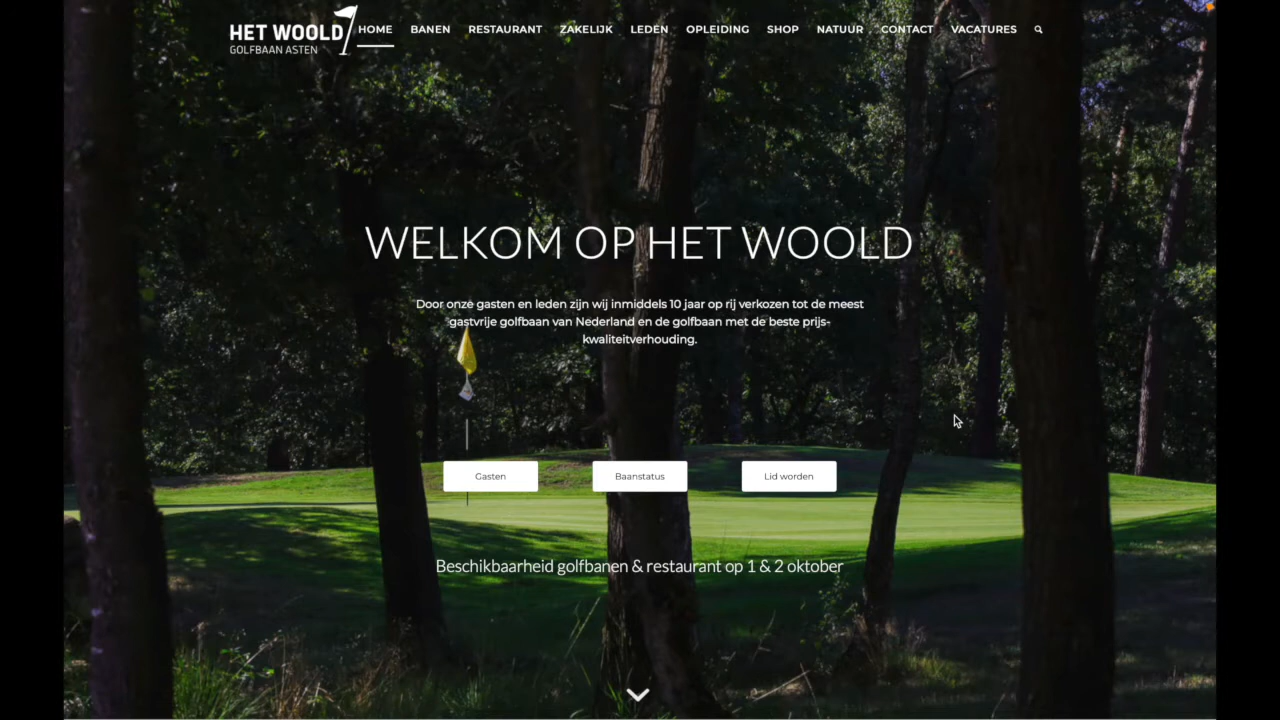 HET WOOLD
GOLFBAAN ASTEN
HOME BANEN RESTAURANT ZAKELIJK LEDEN OPLEIDING SHOP NATUUR CONTACT VACATURES
WELKOM OP HET WOOLD
Door onze gasten en leden zijn wij inmiddels 10 jaar op rij verkozen tot de meest
gastvrije golfbaan van Nederland en de golfbaan met de beste prijs-
kwaliteitverhouding.
Gasten Baanstatus Lid worden
Beschikbaarheid golfbanen & restaurant op 1 & 2 oktober